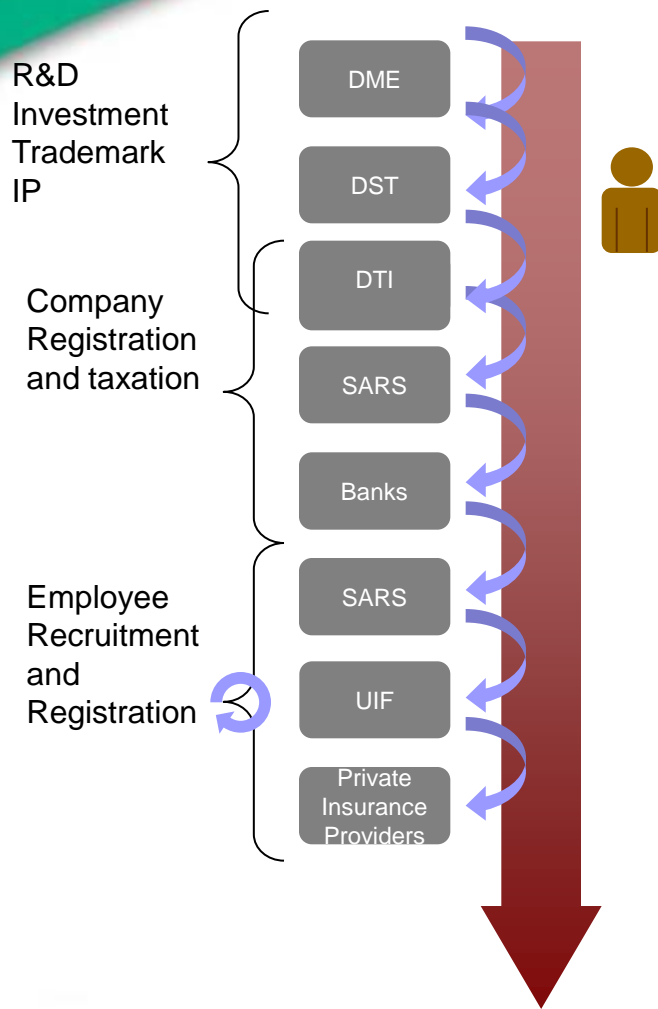 R&D
Investment
Trademark
IP
Company
Registration
and taxation
Employee
Recruitment
and
Registration
DME
DST
DTI
SARS
Banks
SARS
UIF
Private
Insurance
Providers